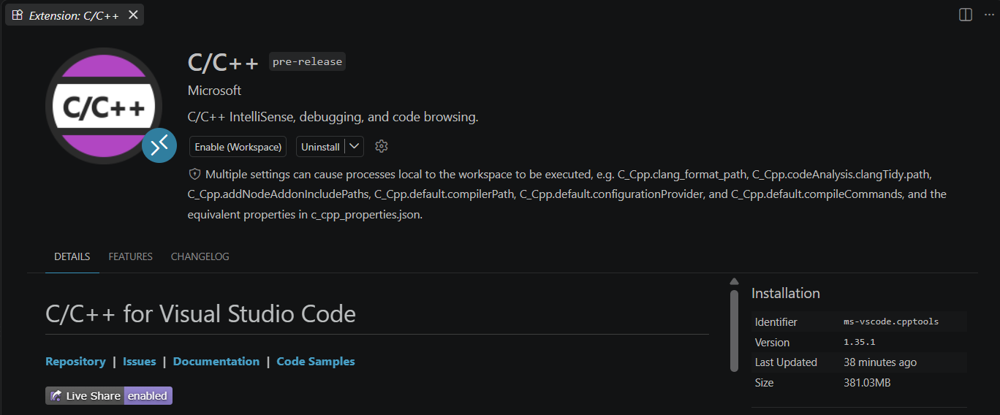 Extension: C/C++
C/C++ pre-release
C/C++
Microsoft
C/C++ IntelliSense, debugging, and code browsing.
Enable (Workspace) Uninstall
Multiple settings can cause processes local to the workspace to be executed, e.g. C_Cpp.clang_format_path, C_Cpp.codeAnalysis.clangTidy.path,
C_Cpp.addNodeAddonIncludePaths, C_Cpp.default.compilerPath, C_Cpp.default.configurationProvider, and C_Cpp.default.compileCommands, and the
equivalent properties in c_cpp_properties.json.
DETAILS FEATURES CHANGELOG
C/C++ for Visual Studio Code
Repository | Issues | Documentation | Code Samples
Live Share enabled
Installation
Identifier ms-vscode.cpptools
Version 1.35.1
Last Updated 38 minutes ago
Size 381.03MB